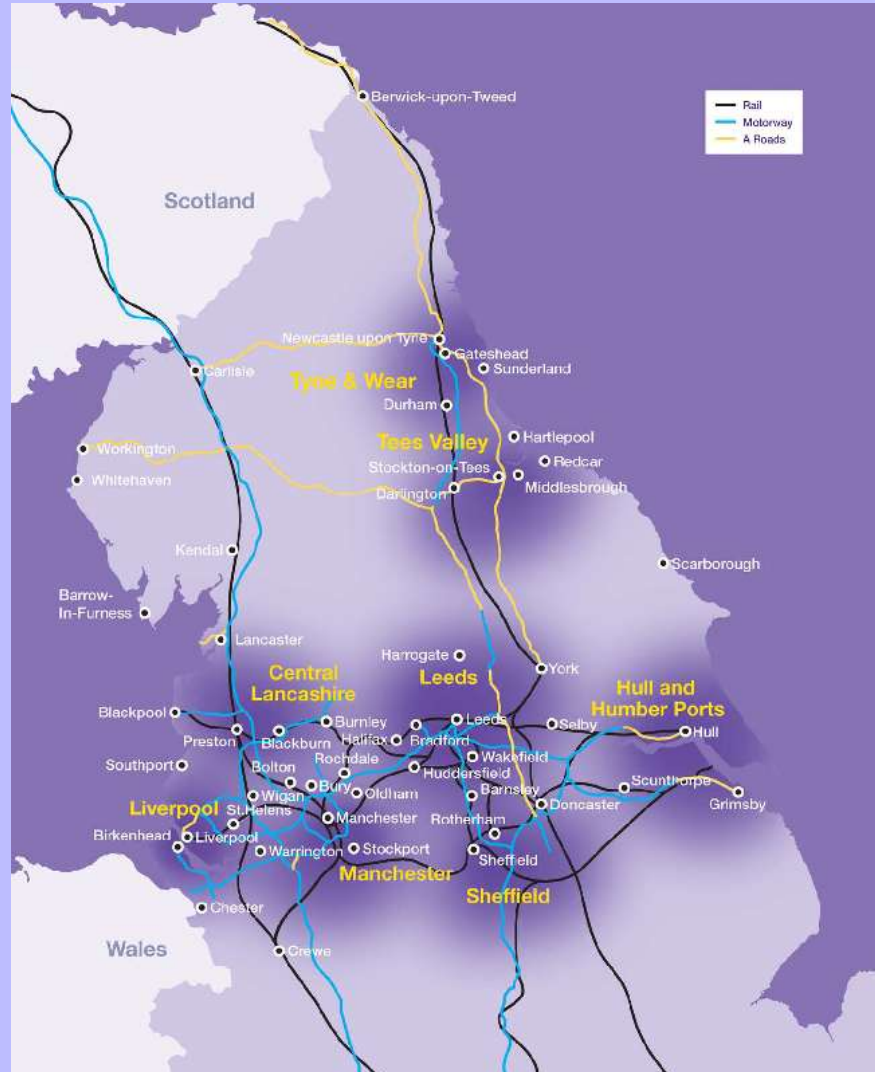 Berwick-upon-Tweed
Rail
Motorway
A Roads
Scotland
Newcastle upon Tyne
Gateshead
Sunderland
Carlisle
Tyne & Wear
Durham
Tees Valley
Hartlepool
Workington
Redcar
Stockton-on-Tees
Whitehaven
Middlesbrough
Darlington
Kendal
Scarborough
Barrow-
In-Furness
Lancaster
Harrogate
York
Central
Lancashire
Leeds
Hull and
Humber Ports
Blackpool
Burnley
Leeds
Selby
Preston
Blackburn
Halifax
Bradford
Hull
Southport
Rochdale
Wakefield
Bolton
Huddersfield
Bury
Oldham
Barnsley
Scunthorpe
Wigan
Liverpool
St.Helens
Doncaster
Grimsby
Manchester
Rotherham
Birkenhead
Liverpool
Warrington
Stockport
Sheffield
Manchester
Sheffield
Chester
Wales
Crewe